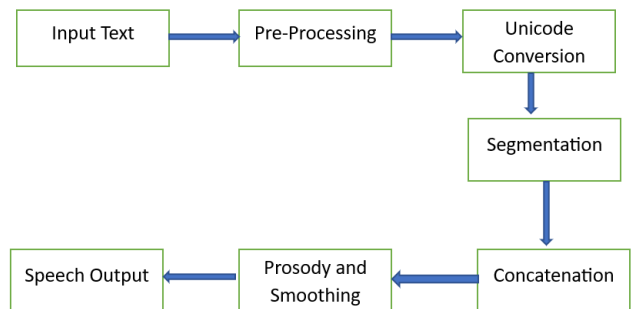 Input Text
Pre-Processing
Unicode
Conversion
Segmentation
Concatenation
Prosody and
Smoothing
Speech Output